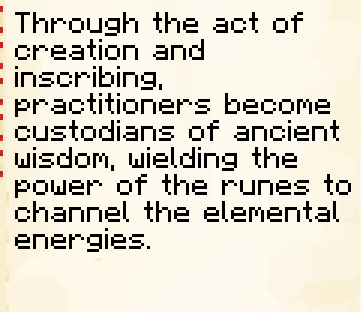 Through the act of
creation and
inscribing,
practitioners become
custodians of ancient
wisdom, wielding the
power of the runes to
channel the elemental
energies.